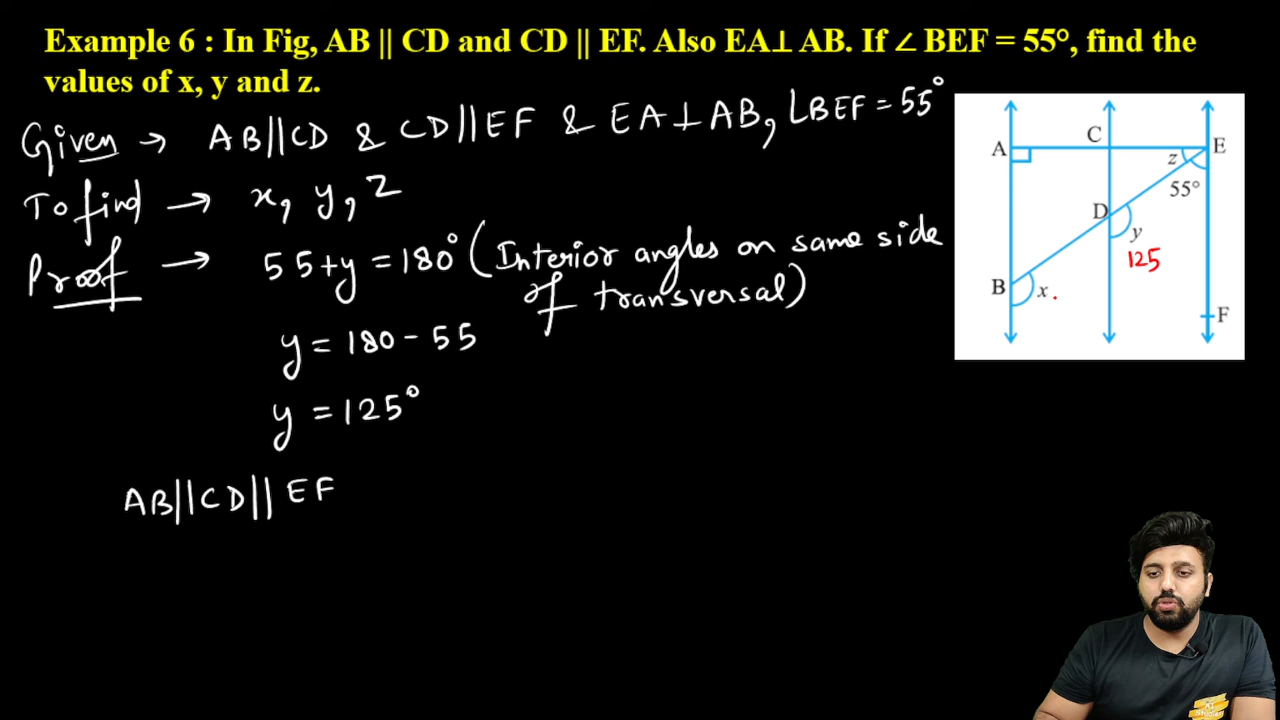 Example 6 : In Fig, AB || CD and CD || EF. Also EA⊥ AB. If ∠ BEF = 55°, find the
values of x, y and z.
Given → AB||CD & CD||EF & EA⊥AB, ∠BEF = 55°
To find → x, y, z
Proof → 55+y = 180° (Interior angles on same side
of transversal)
y = 180 - 55
y = 125°
AB||CD||EF
A
C
E
z
55°
D
y
125
B
x
F